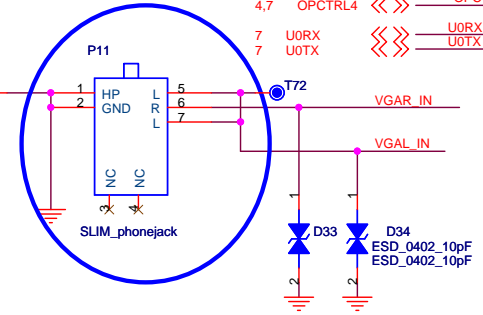 4,7 OPCTRL4
7 U0RX U0RX
7 U0TX U0TX
P11
1 HP L 5 T72
2 GND R 6 VGAR_IN
L 7
VGAL_IN
NC NC
3 4
1 1
SLIM_phonejack D33 D34
ESD_0402_10pF
ESD_0402_10pF
2 2